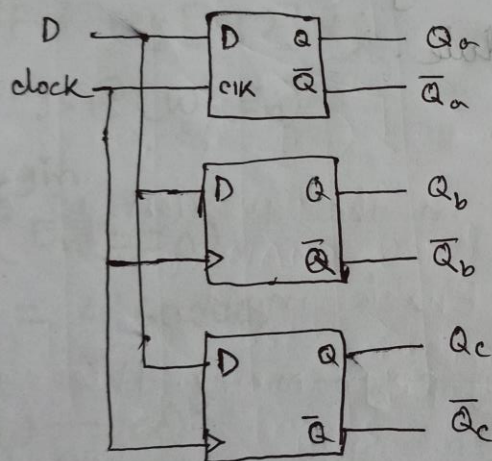 D D Q Qa
clock clk Q̅ Q̅a
D Q Qb
Q̅ Q̅b
D Q Qc
Q̅ Q̅c